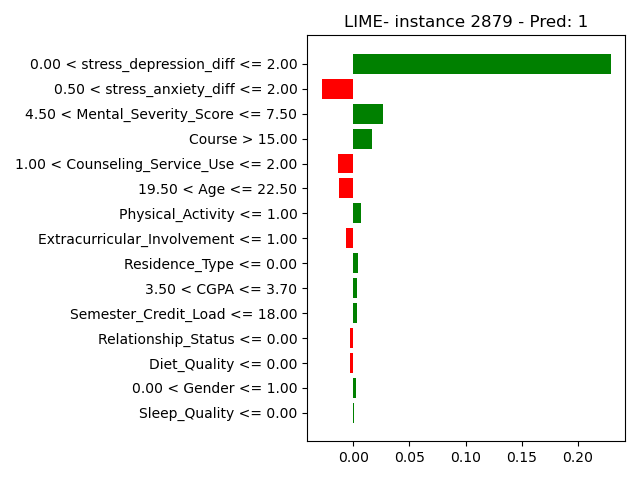 LIME- instance 2879 - Pred: 1
0.00 < stress_depression_diff <= 2.00
0.50 < stress_anxiety_diff <= 2.00
4.50 < Mental_Severity_Score <= 7.50
Course > 15.00
1.00 < Counseling_Service_Use <= 2.00
19.50 < Age <= 22.50
Physical_Activity <= 1.00
Extracurricular_Involvement <= 1.00
Residence_Type <= 0.00
3.50 < CGPA <= 3.70
Semester_Credit_Load <= 18.00
Relationship_Status <= 0.00
Diet_Quality <= 0.00
0.00 < Gender <= 1.00
Sleep_Quality <= 0.00
0.00 0.05 0.10 0.15 0.20